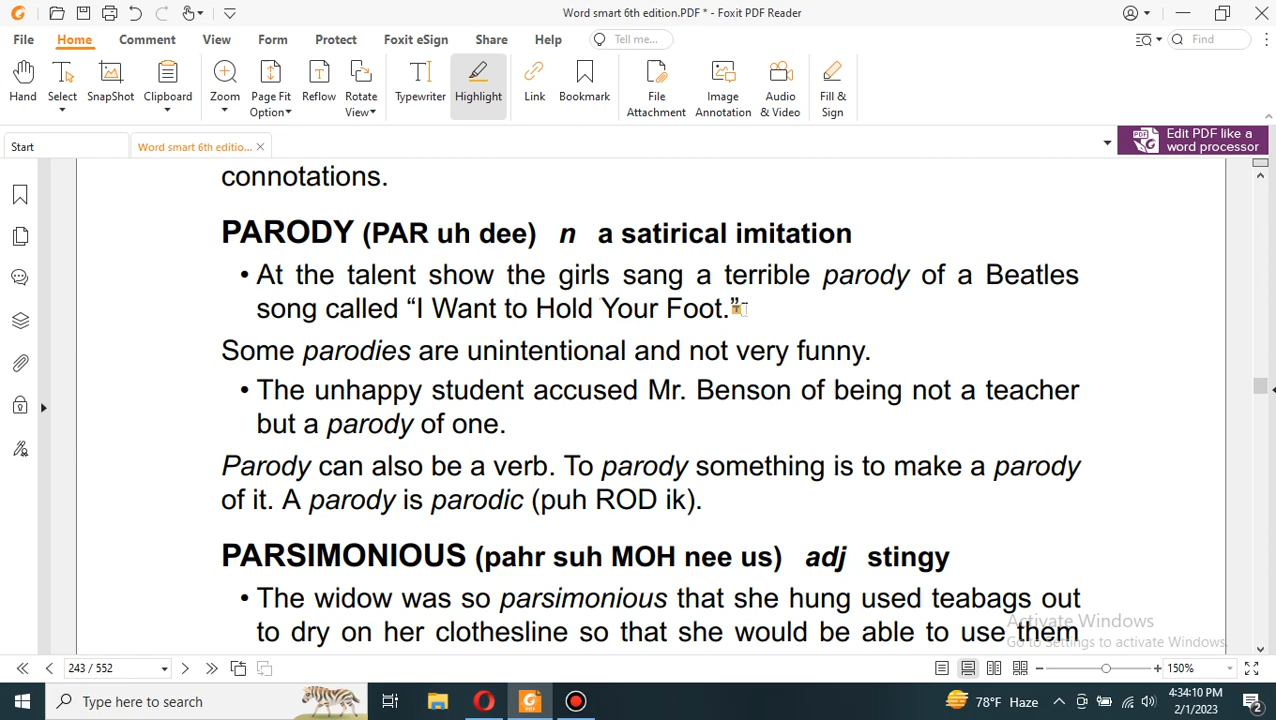 Word smart 6th edition.PDF * - Foxit PDF Reader
File Home Comment View Form Protect Foxit eSign Share Help Tell me... Find
Hand Select SnapShot Clipboard Zoom Page Fit Option Reflow Rotate View Typewriter Highlight Link Bookmark File Attachment Image Annotation Audio & Video Fill & Sign
Start Word smart 6th editio... Edit PDF like a word processor
connotations.
PARODY (PAR uh dee) n a satirical imitation
• At the talent show the girls sang a terrible parody of a Beatles
song called “I Want to Hold Your Foot.”
Some parodies are unintentional and not very funny.
• The unhappy student accused Mr. Benson of being not a teacher
but a parody of one.
Parody can also be a verb. To parody something is to make a parody
of it. A parody is parodic (puh ROD ik).
PARSIMONIOUS (pahr suh MOH nee us) adj stingy
• The widow was so parsimonious that she hung used teabags out
to dry on her clothesline so that she would be able to use them
Activate Windows
Go to Settings to activate Windows.
243 / 552 150%
Type here to search 78°F Haze 4:34:10 PM
2/1/2023 2